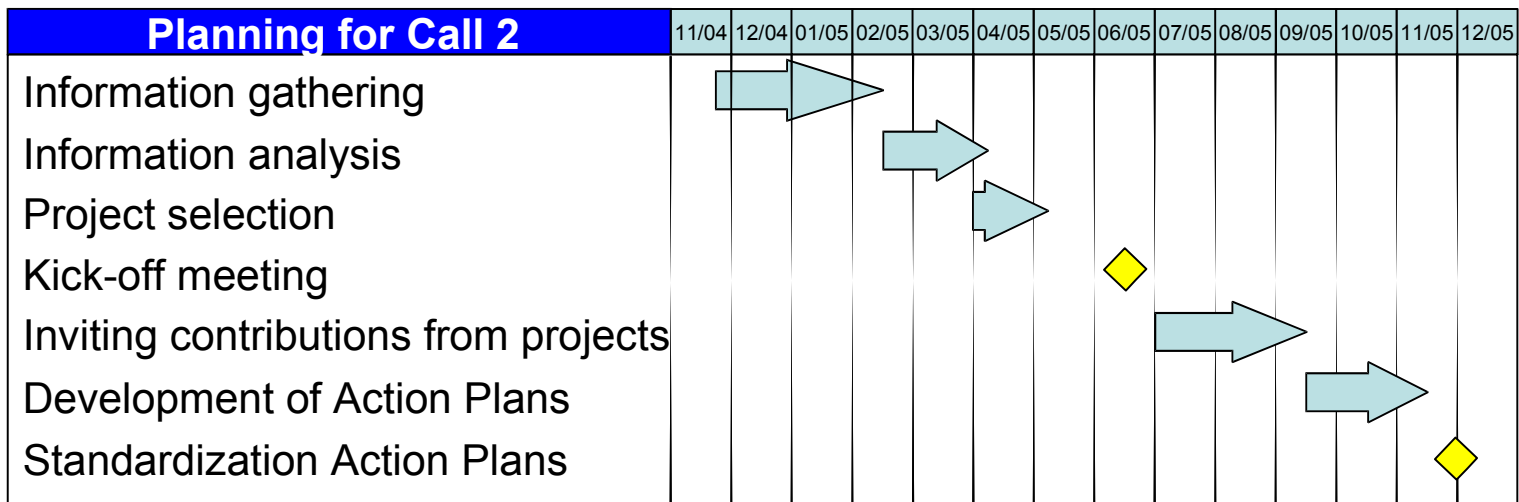 Planning for Call 2 11/04 12/04 01/05 02/05 03/05 04/05 05/05 06/05 07/05 08/05 09/05 10/05 11/05 12/05
Information gathering
Information analysis
Project selection
Kick-off meeting
Inviting contributions from projects
Development of Action Plans
Standardization Action Plans